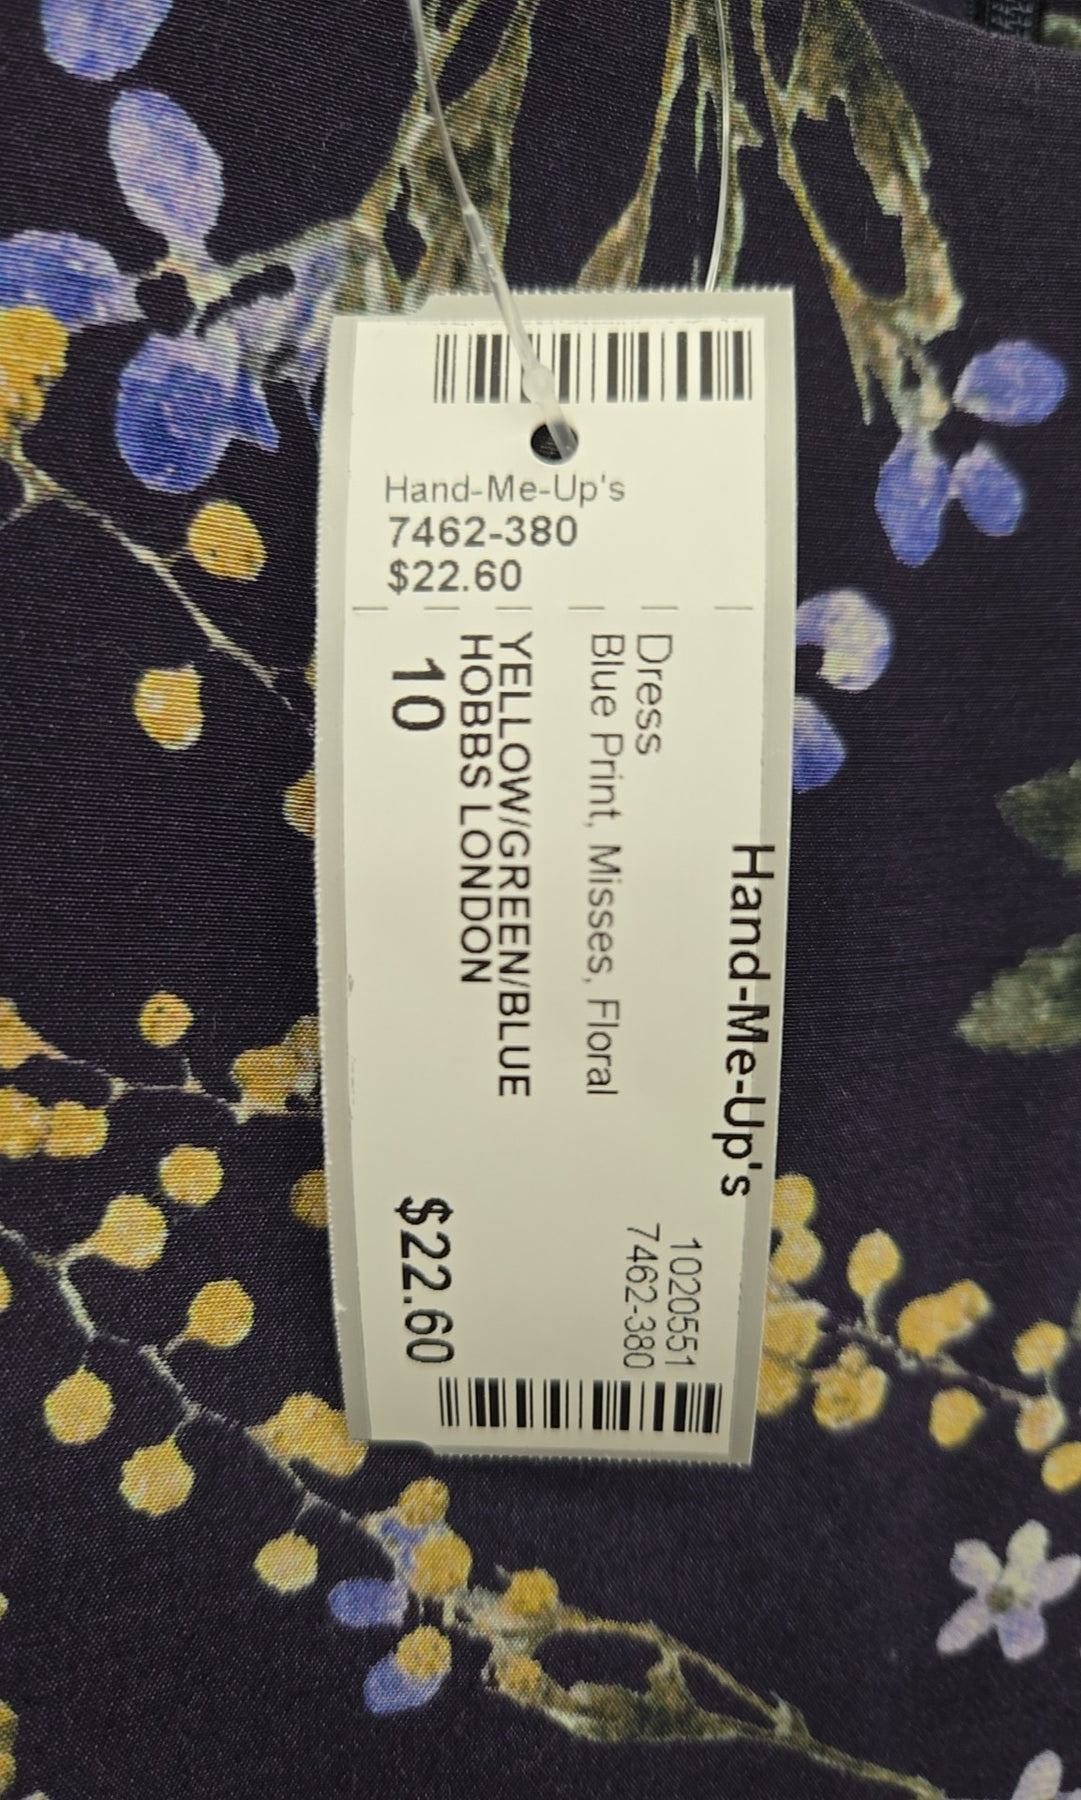 Hand-Me-Up's
7462-380
$22.60
Hand-Me-Up's
1020551
7462-380
Dress
Blue Print, Misses, Floral
YELLOW/GREEN/BLUE
HOBBS LONDON
10
$22.60